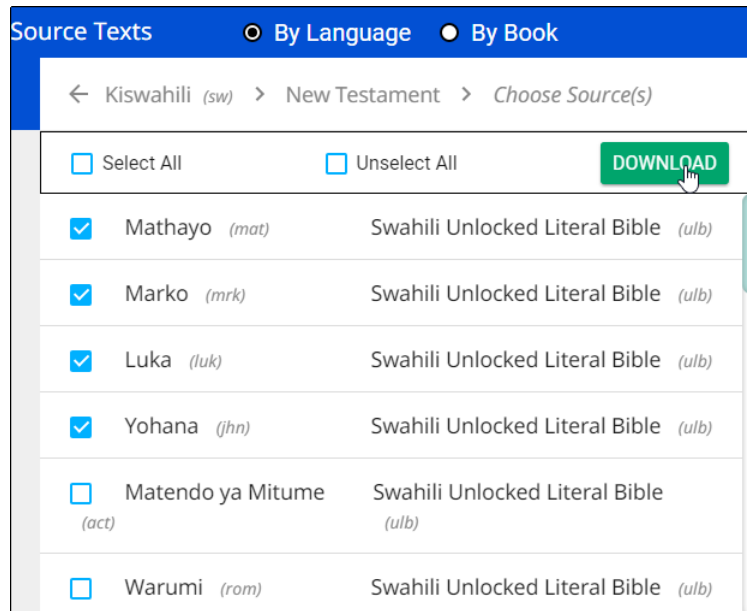 Source Texts By Language By Book
Kiswahili (sw) > New Testament > Choose Source(s)
Select All Unselect All DOWNLOAD
Mathayo (mat) Swahili Unlocked Literal Bible (ulb)
Marko (mrk) Swahili Unlocked Literal Bible (ulb)
Luka (luk) Swahili Unlocked Literal Bible (ulb)
Yohana (jhn) Swahili Unlocked Literal Bible (ulb)
Matendo ya Mitume Swahili Unlocked Literal Bible
(act) (ulb)
Warumi (rom) Swahili Unlocked Literal Bible (ulb)